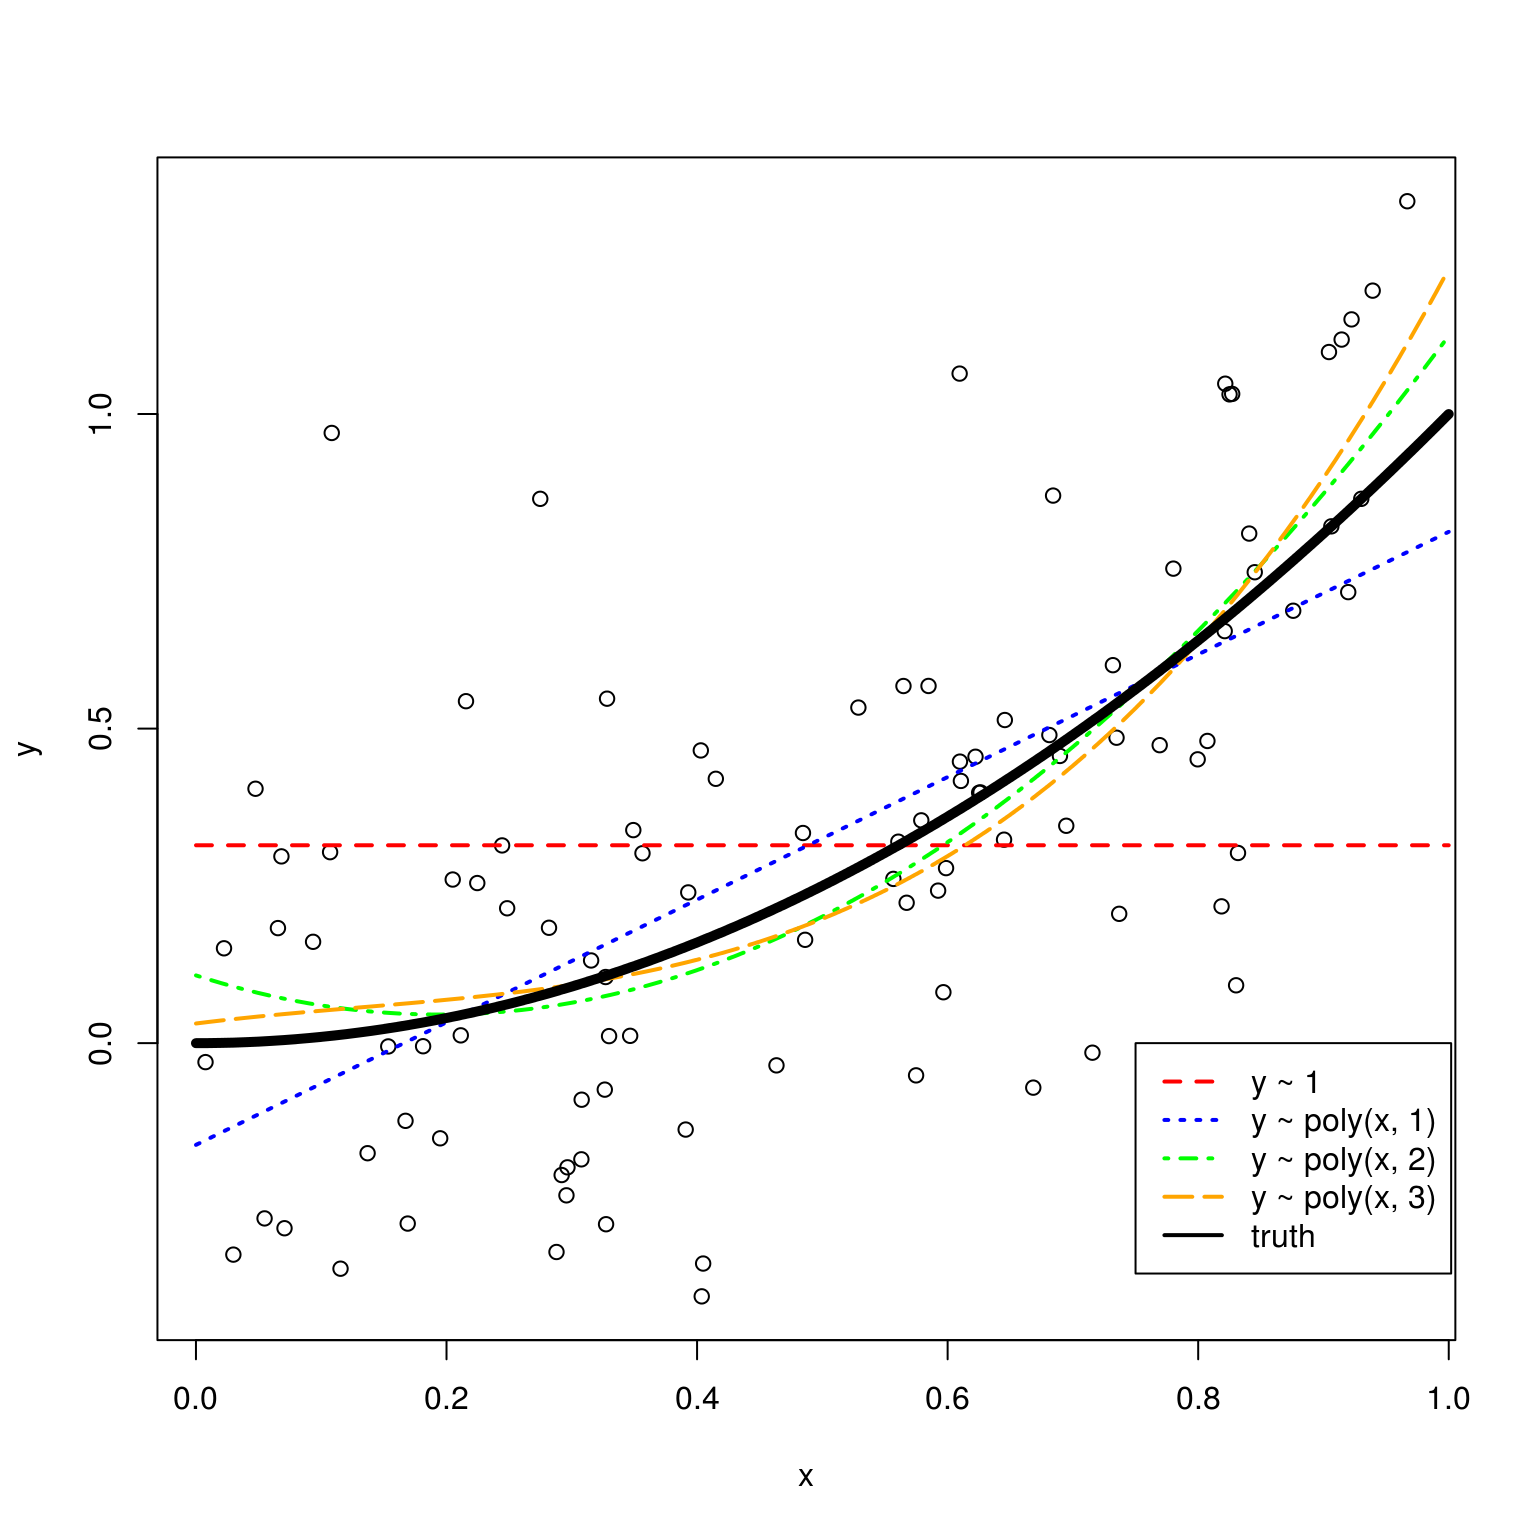 1.0
0.5
y
0.0
y ~ 1
y ~ poly(x, 1)
y ~ poly(x, 2)
y ~ poly(x, 3)
truth
0.0 0.2 0.4 0.6 0.8 1.0
x